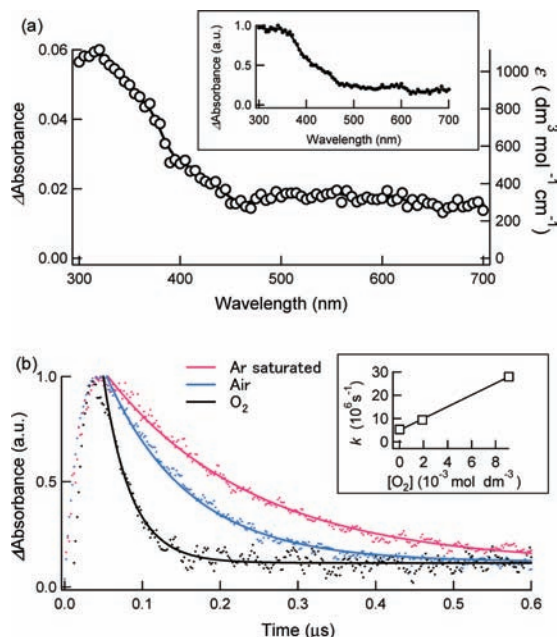 (a)
0.06
0.04
0.02
0.00
ΔAbsorbance
300 400 500 600 700
Wavelength (nm)
1000
800
600
400
200
0
ε (dm³ mol⁻¹ cm⁻¹)
1.0
0.5
0.0
ΔAbsorbance (a.u.)
300 400 500 600 700
Wavelength (nm)
(b)
1.0
0.5
0.0
ΔAbsorbance (a.u.)
Ar saturated
Air
O₂
30
20
10
0
k (10⁶s⁻¹)
0 2 4 6 8
[O₂] (10⁻³ mol dm⁻³)
0.0 0.1 0.2 0.3 0.4 0.5 0.6
Time (μs)